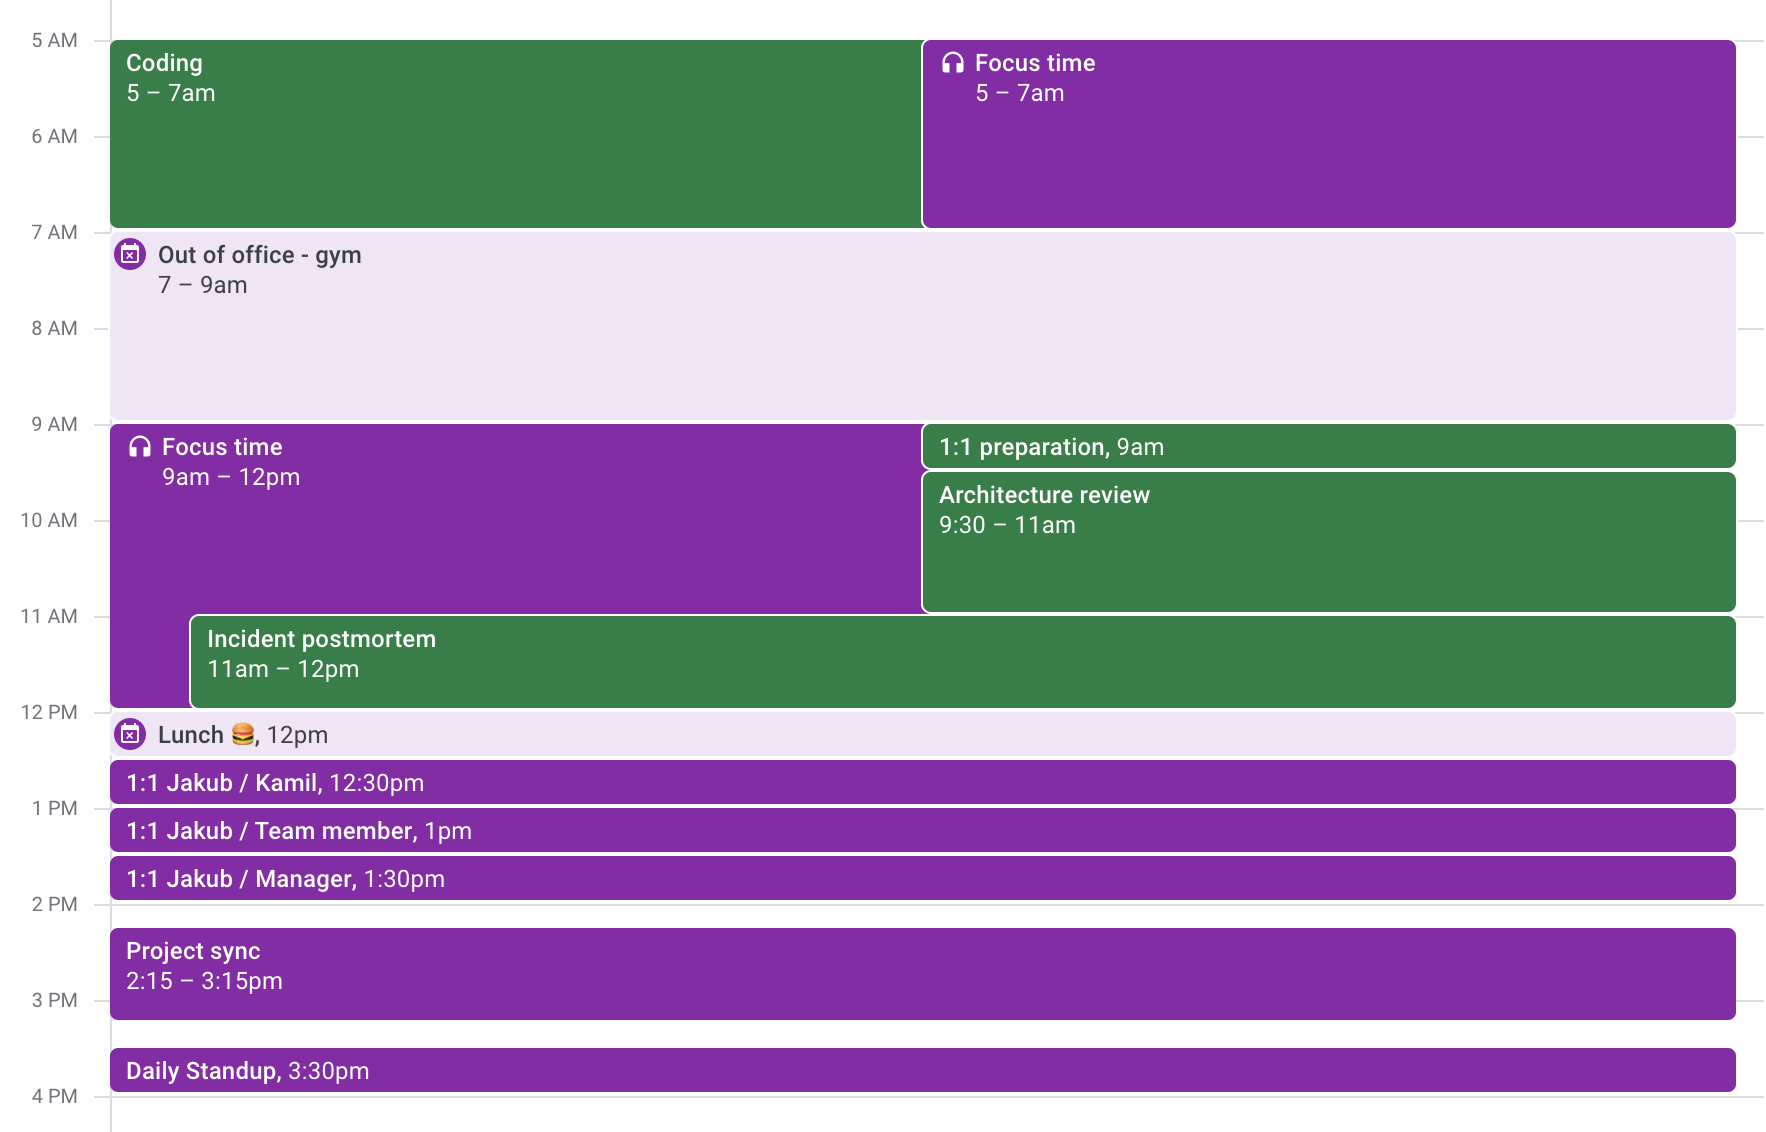 5 AM
Coding
5 – 7am
Focus time
5 – 7am
6 AM
7 AM
Out of office - gym
7 – 9am
8 AM
9 AM
Focus time
9am – 12pm
1:1 preparation, 9am
Architecture review
9:30 – 11am
10 AM
11 AM
Incident postmortem
11am – 12pm
12 PM
Lunch 🍔, 12pm
1:1 Jakub / Kamil, 12:30pm
1 PM
1:1 Jakub / Team member, 1pm
1:1 Jakub / Manager, 1:30pm
2 PM
Project sync
2:15 – 3:15pm
3 PM
Daily Standup, 3:30pm
4 PM